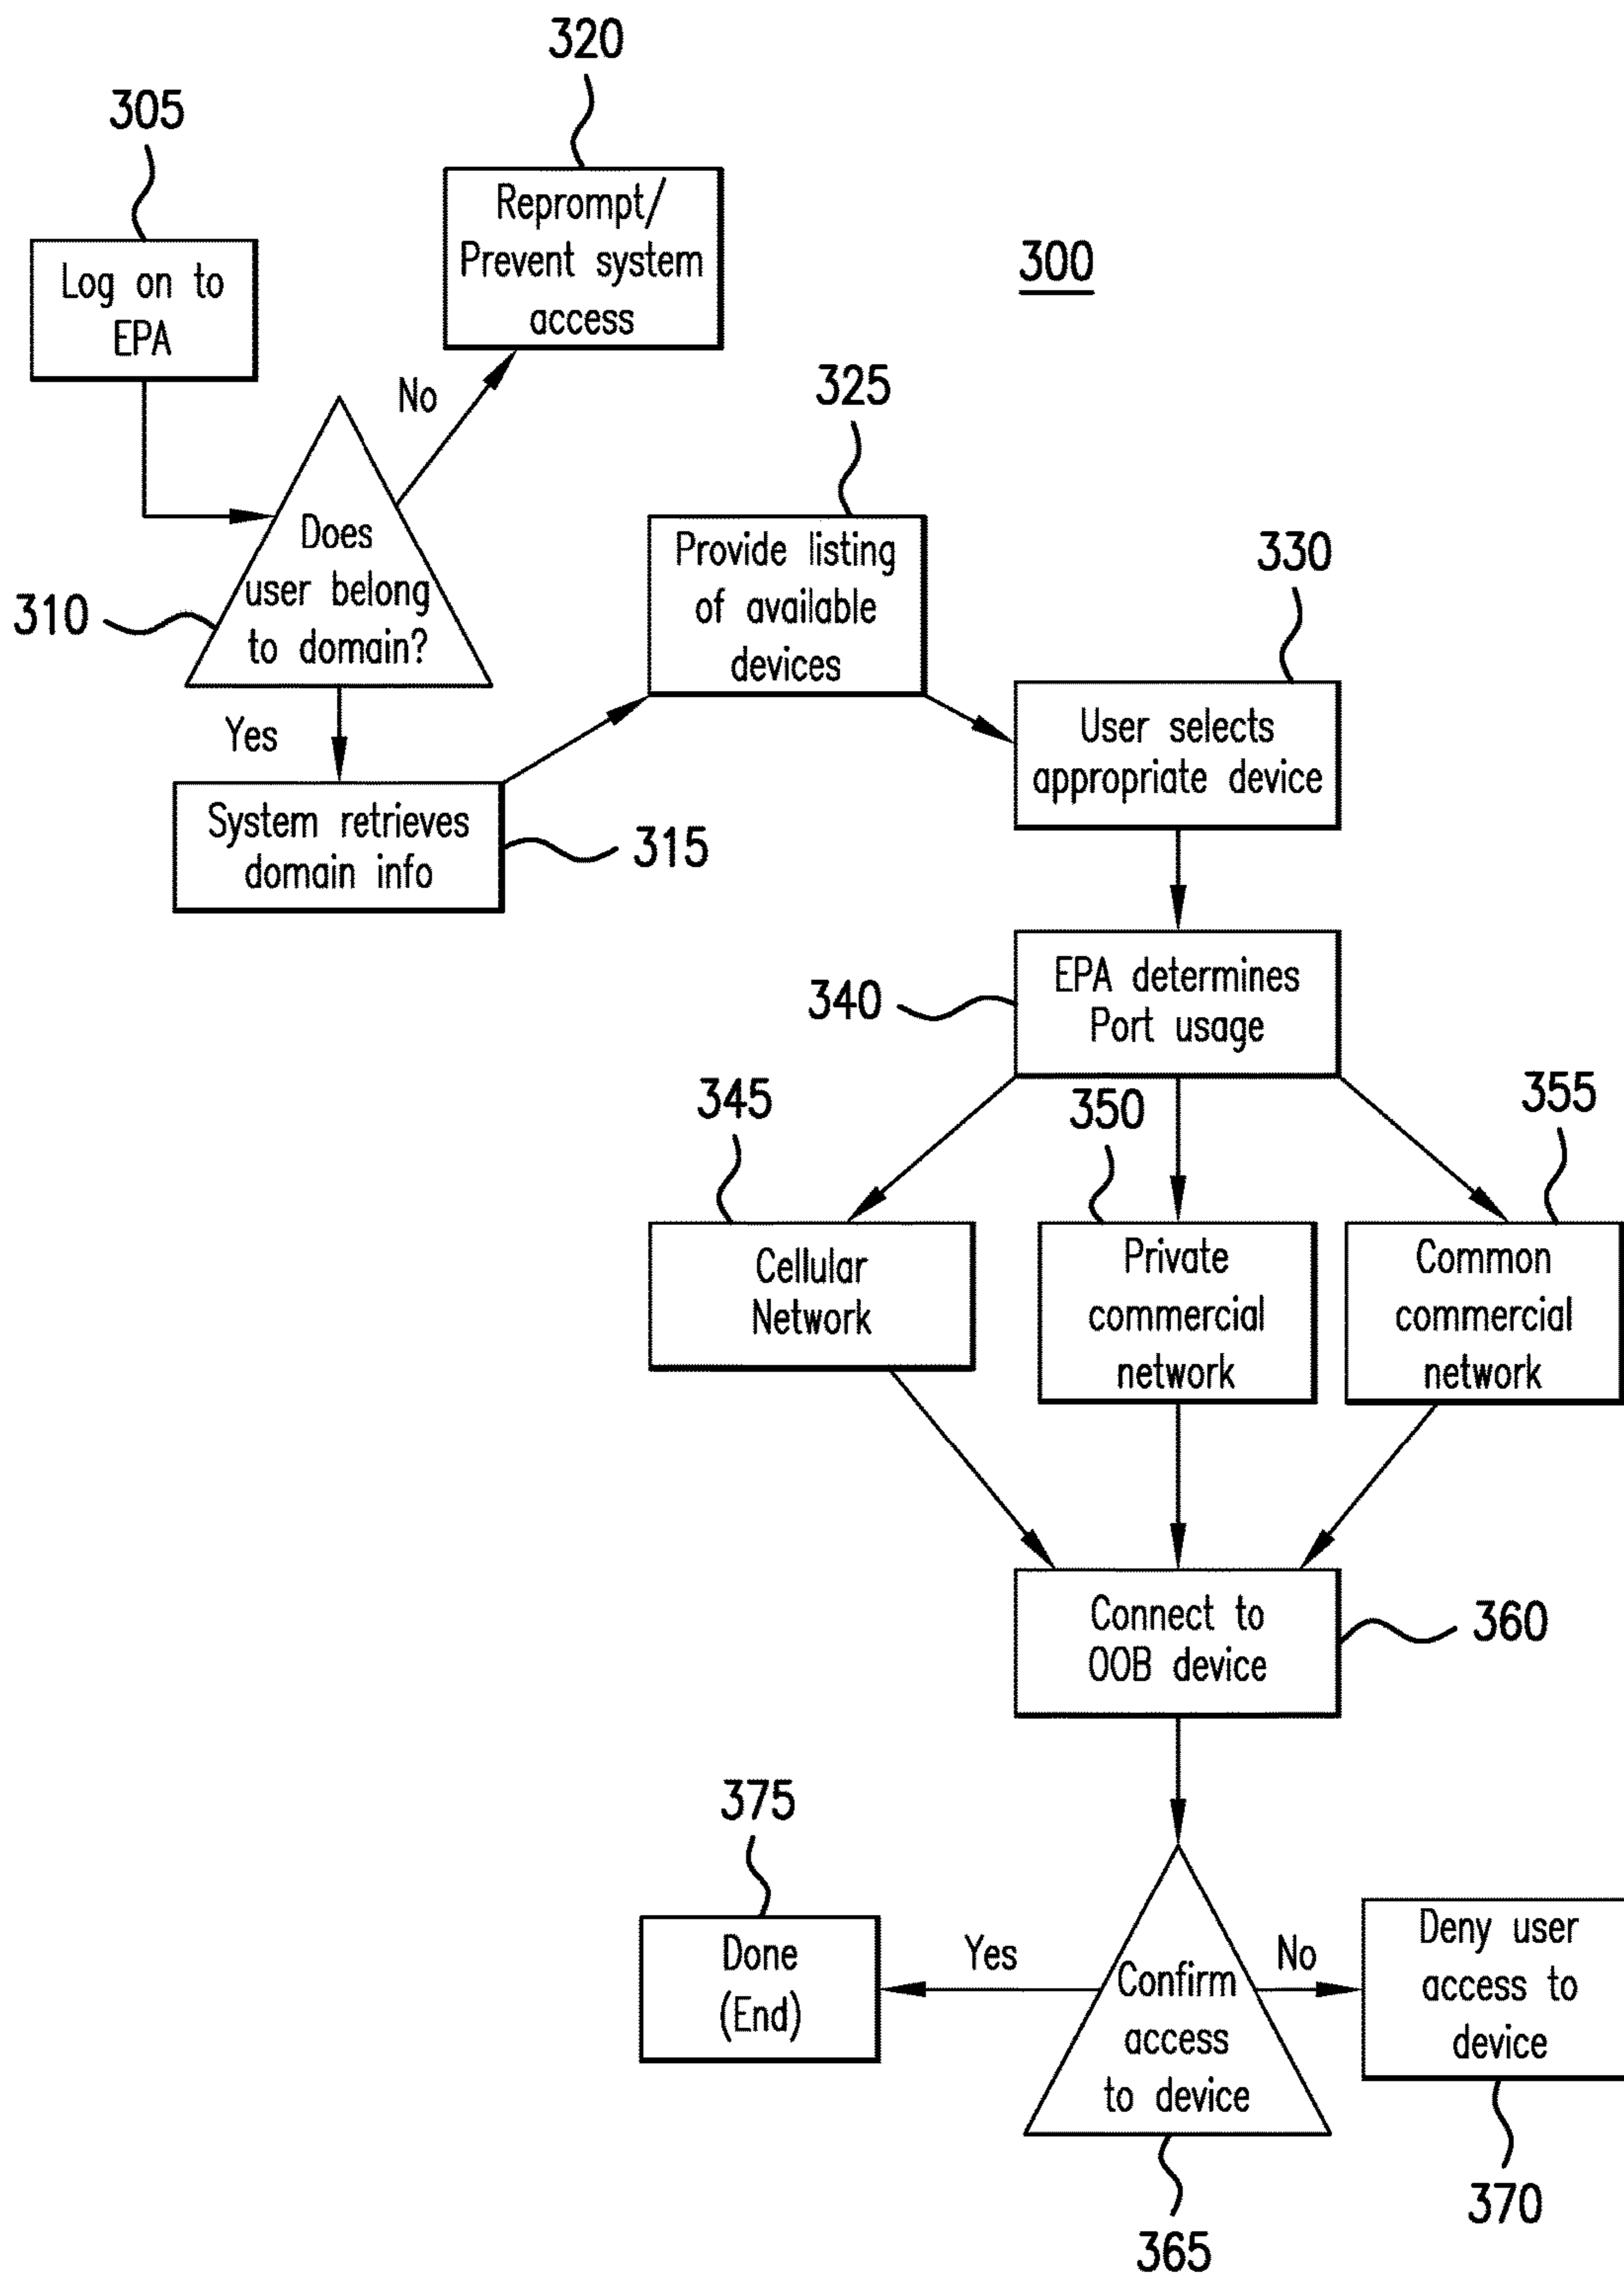 320
305
Reprompt/
Prevent system
access
300
Log on to
EPA
No
325
Does
user belong
to domain?
310
Provide listing
of available
devices
330
Yes
User selects
appropriate device
System retrieves
domain info
315
EPA determines
Port usage
340
345
350
355
Cellular
Network
Private
commercial
network
Common
commercial
network
Connect to
OOB device
360
375
Done
(End)
Yes
Confirm
access
to device
No
Deny user
access to
device
370
365